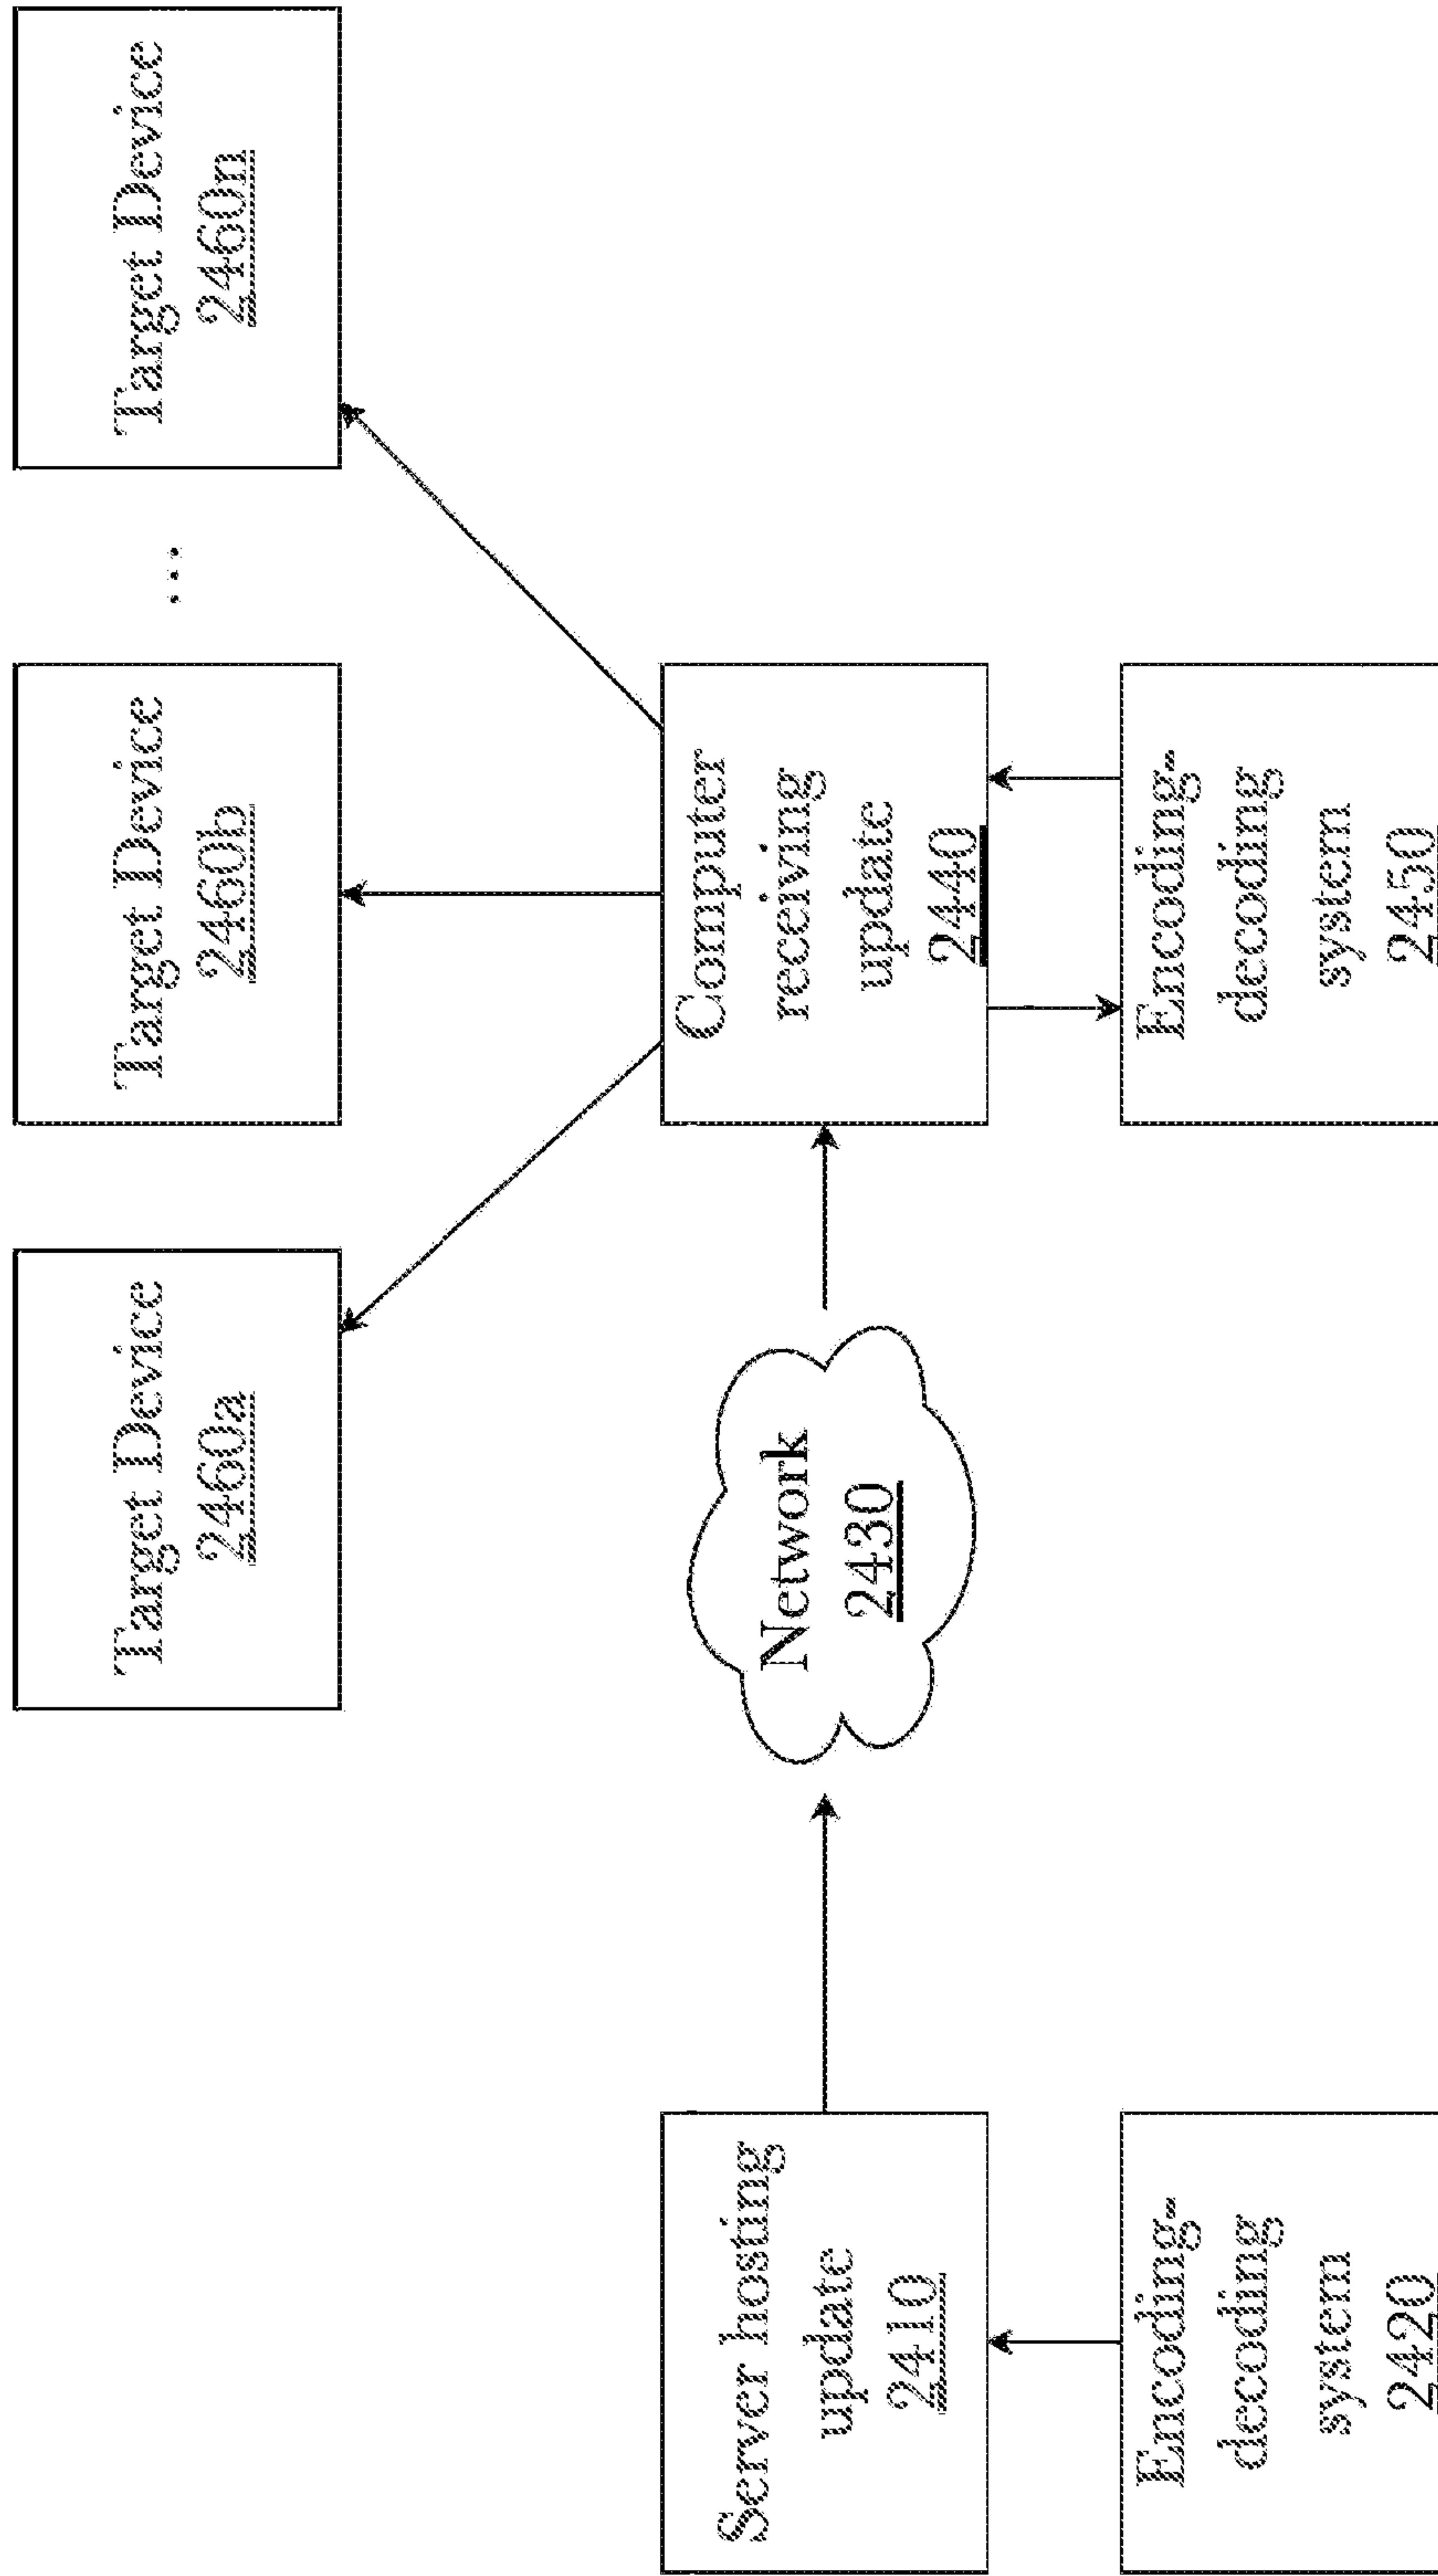 Target Device
2460a
Target Device
2460b
...
Target Device
2460n
Server hosting
update
2410
Network
2430
Computer
receiving
update
2440
Encoding-
decoding
system
2420
Encoding-
decoding
system
2450